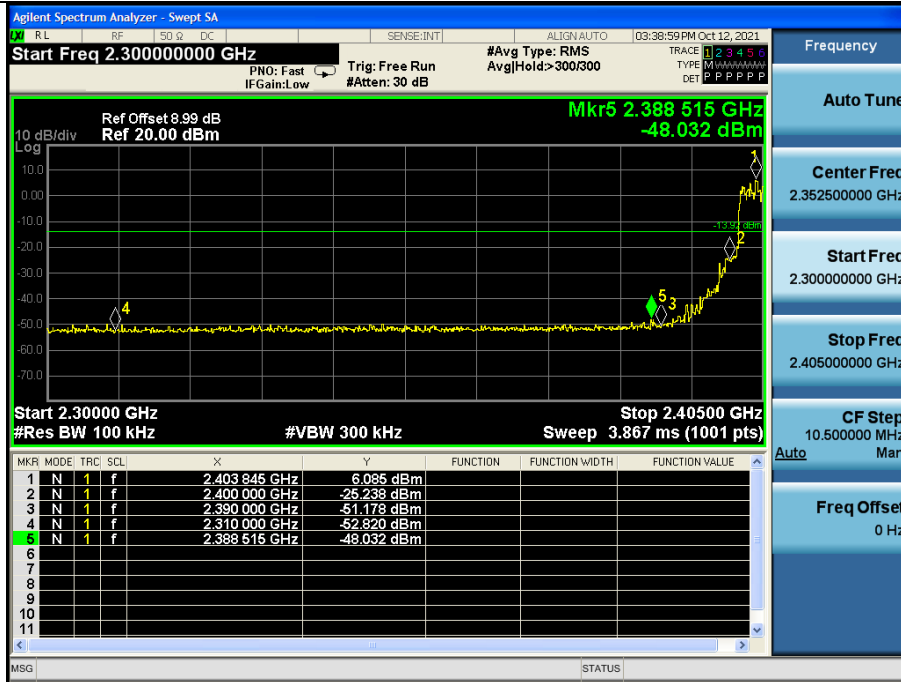 Agilent Spectrum Analyzer - Swept SA
LXI RL RF 50 Ω DC SENSE:INT ALIGN AUTO 03:38:59 PM Oct 12, 2021
Start Freq 2.300000000 GHz
PNO: Fast
IFGain:Low
Trig: Free Run
#Atten: 30 dB
#Avg Type: RMS
Avg|Hold:>300/300
TRACE 1 2 3 4 5 6
TYPE MWWWWW
DET P P P P P P
Mkr5 2.388 515 GHz
-48.032 dBm
10 dB/div
Log
Ref Offset 8.99 dB
Ref 20.00 dBm
10.0
0.00
-10.0
-20.0
-30.0
-40.0
-50.0
-60.0
-70.0
1
-13.92 dBm
2
5
3
4
Start 2.30000 GHz Stop 2.40500 GHz
#Res BW 100 kHz #VBW 300 kHz Sweep 3.867 ms (1001 pts)
MKR MODE TRC SCL X Y FUNCTION FUNCTION WIDTH FUNCTION VALUE
1 N 1 f 2.403 845 GHz 6.085 dBm
2 N 1 f 2.400 000 GHz -25.238 dBm
3 N 1 f 2.390 000 GHz -51.178 dBm
4 N 1 f 2.310 000 GHz -52.820 dBm
5 N 1 f 2.388 515 GHz -48.032 dBm
6
7
8
9
10
11
MSG STATUS
Frequency
Auto Tune
Center Freq
2.352500000 GHz
Start Freq
2.300000000 GHz
Stop Freq
2.405000000 GHz
CF Step
10.500000 MHz
Auto Man
Freq Offset
0 Hz